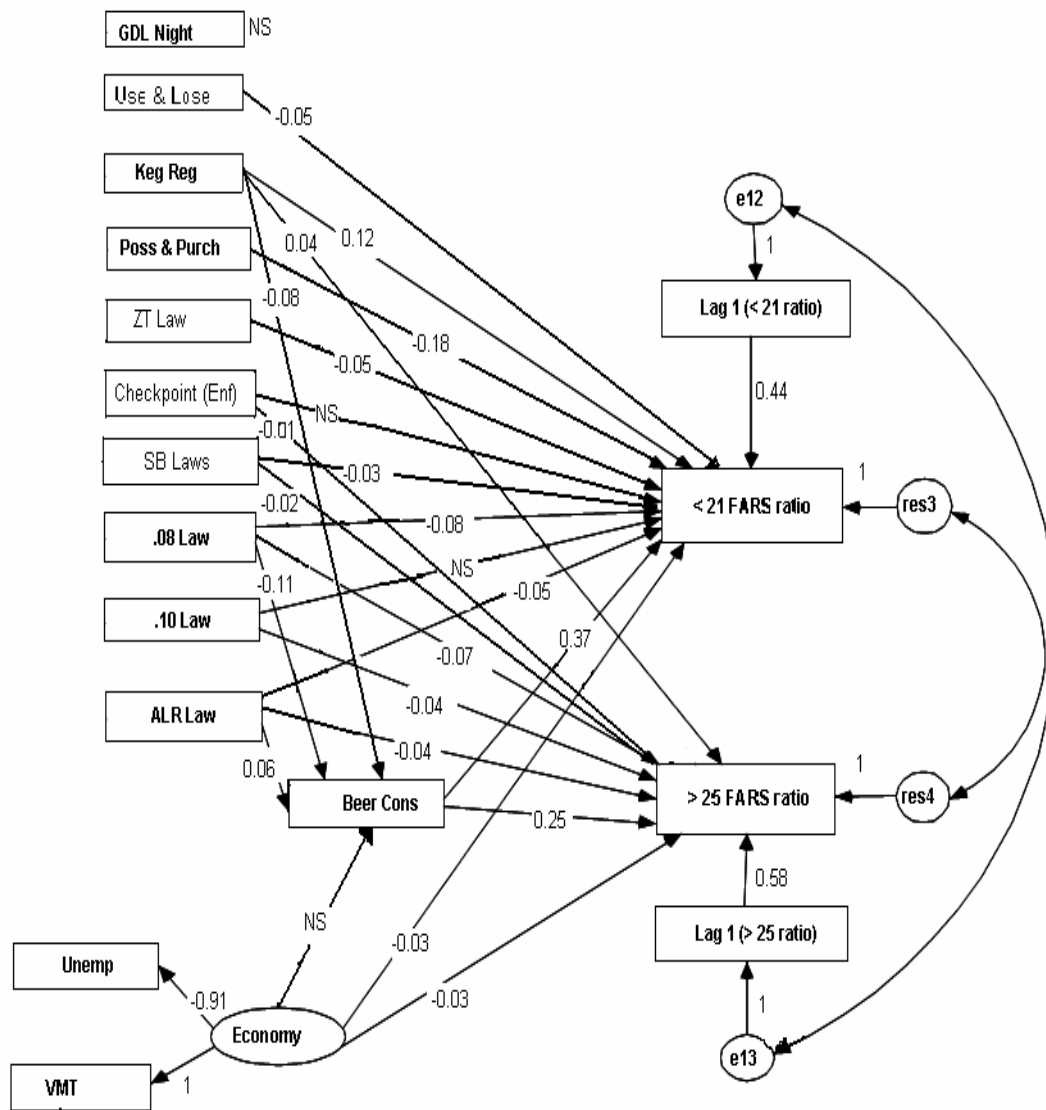 GDL Night
NS
Use & Lose
-0.05
Keg Reg
e12
0.04
0.12
1
Poss & Purch
-0.08
Lag 1 (< 21 ratio)
ZT Law
-0.18
-0.05
Checkpoint (Enf)
NS
0.44
-0.01
SB Laws
-0.03
1
-0.02
< 21 FARS ratio
res3
.08 Law
-0.08
NS
-0.11
-0.05
.10 Law
0.37
-0.07
-0.04
ALR Law
-0.04
0.06
1
Beer Cons
> 25 FARS ratio
res4
0.25
0.58
NS
Lag 1 (> 25 ratio)
-0.03
Unemp
-0.03
-0.91
1
Economy
e13
VMT
1